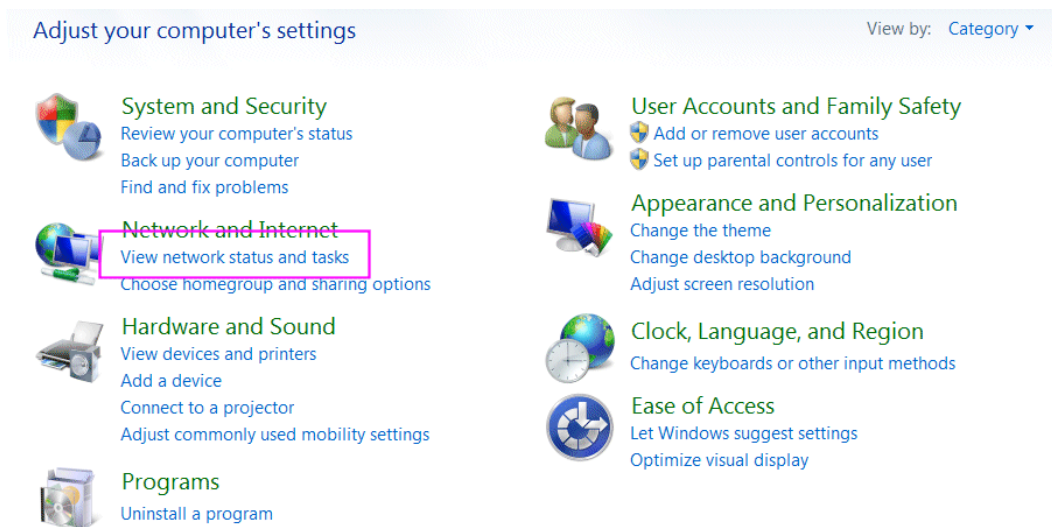 Adjust your computer's settings
View by: Category
System and Security
Review your computer's status
Back up your computer
Find and fix problems
Network and Internet
View network status and tasks
Choose homegroup and sharing options
Hardware and Sound
View devices and printers
Add a device
Connect to a projector
Adjust commonly used mobility settings
Programs
Uninstall a program
User Accounts and Family Safety
Add or remove user accounts
Set up parental controls for any user
Appearance and Personalization
Change the theme
Change desktop background
Adjust screen resolution
Clock, Language, and Region
Change keyboards or other input methods
Ease of Access
Let Windows suggest settings
Optimize visual display